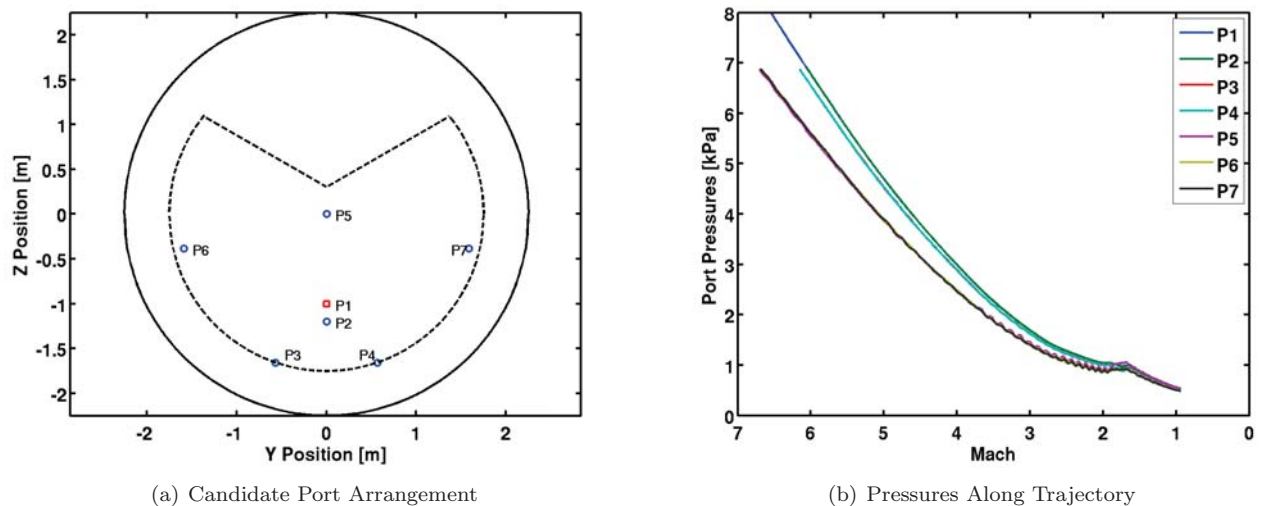 2
1.5
1
0.5
0
-0.5
-1
-1.5
-2
Z Position [m]
P5
P6
P7
P1
P2
P3
P4
-2
-1
0
1
2
Y Position [m]
(a) Candidate Port Arrangement
8
7
6
5
4
3
2
1
0
Port Pressures [kPa]
P1
P2
P3
P4
P5
P6
P7
7
6
5
4
3
2
1
0
Mach
(b) Pressures Along Trajectory